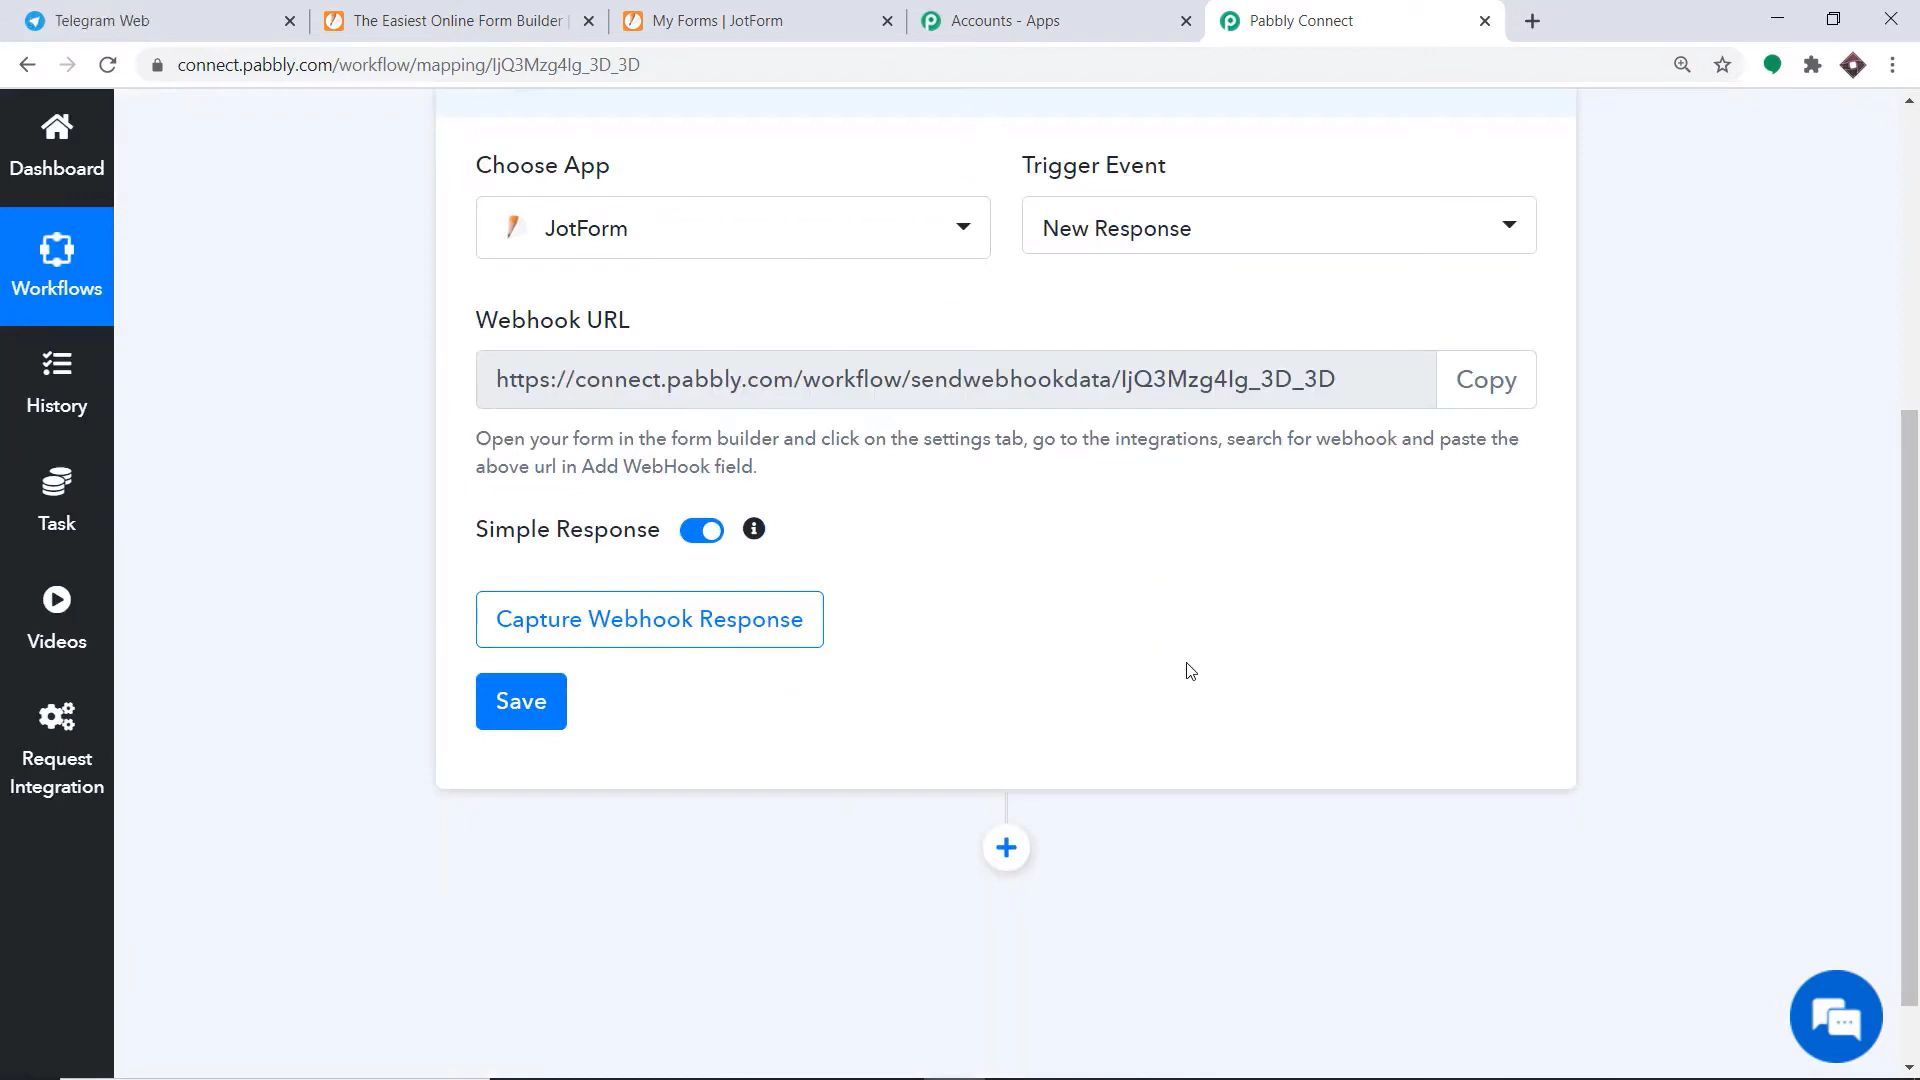 Telegram Web
The Easiest Online Form Builder
My Forms | JotForm
Accounts - Apps
Pabbly Connect
connect.pabbly.com/workflow/mapping/IjQ3Mzg4Ig_3D_3D
Dashboard
Workflows
History
Task
Videos
Request
Integration
Choose App
Trigger Event
JotForm
New Response
Webhook URL
https://connect.pabbly.com/workflow/sendwebhookdata/IjQ3Mzg4Ig_3D_3D
Copy
Open your form in the form builder and click on the settings tab, go to the integrations, search for webhook and paste the
above url in Add WebHook field.
Simple Response
Capture Webhook Response
Save